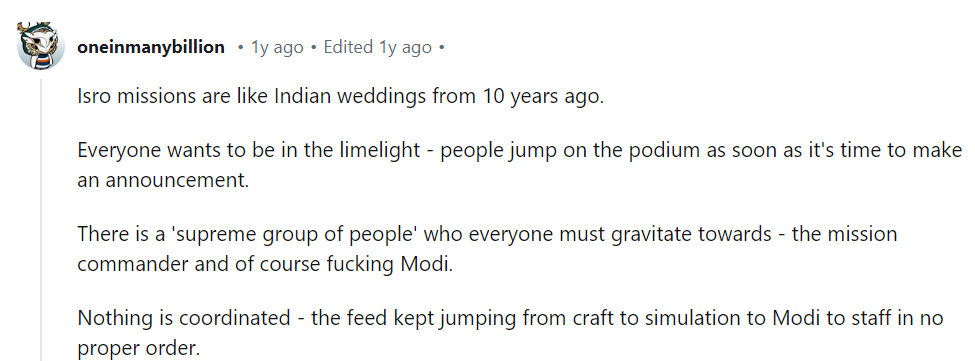 oneinmanybillion • 1y ago • Edited 1y ago •
Isro missions are like Indian weddings from 10 years ago.
Everyone wants to be in the limelight - people jump on the podium as soon as it's time to make
an announcement.
There is a 'supreme group of people' who everyone must gravitate towards - the mission
commander and of course fucking Modi.
Nothing is coordinated - the feed kept jumping from craft to simulation to Modi to staff in no
proper order.